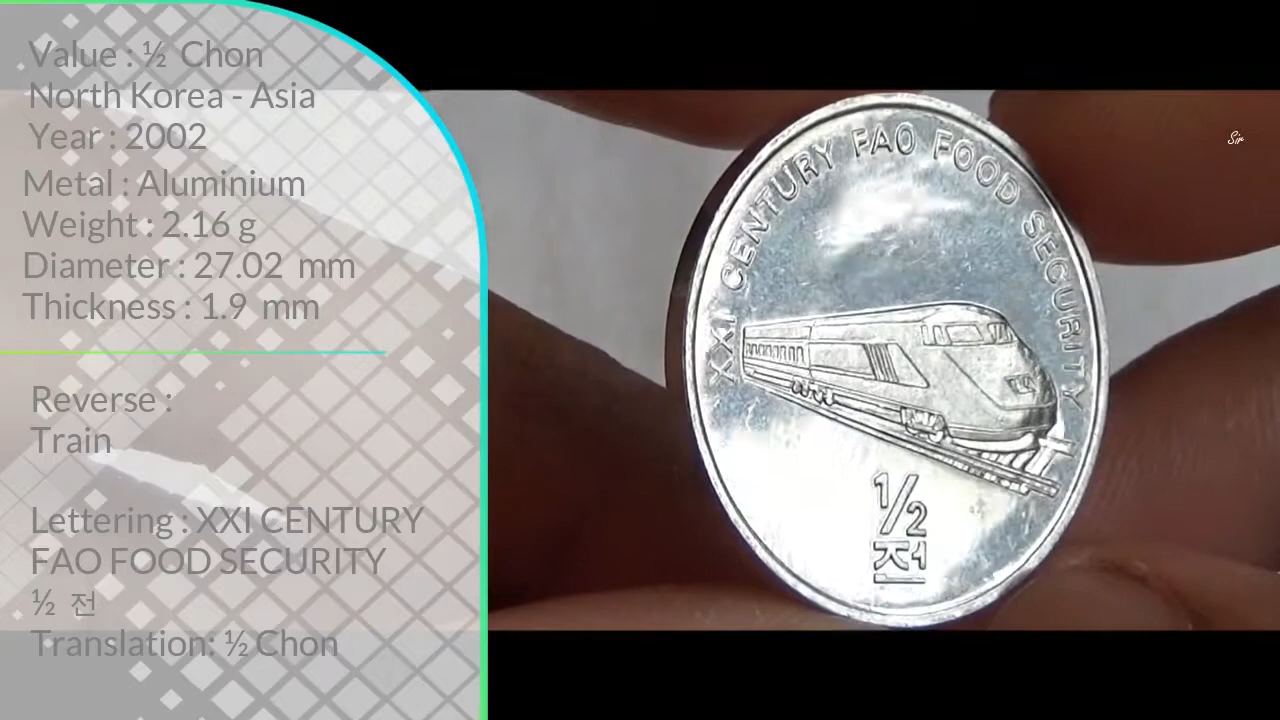 Value : ½ Chon
North Korea - Asia
Year : 2002
Metal : Aluminium
Weight : 2.16 g
Diameter : 27.02 mm
Thickness : 1.9 mm
Reverse :
Train
Lettering : XXI CENTURY
FAO FOOD SECURITY
½ 전
Translation: ½ Chon
XXI CENTURY FAO FOOD SECURITY
1/2
전
Sir